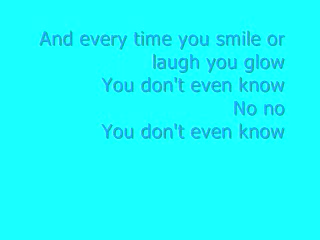 And every time you smile or
laugh you glow
You don't even know
No no
You don't even know